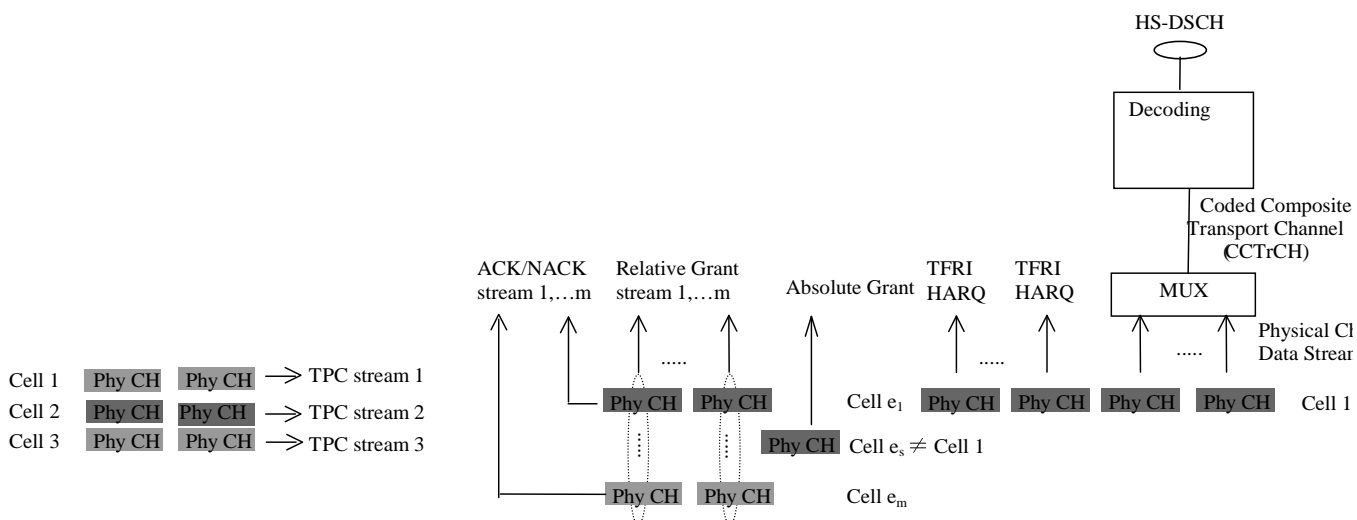 HS-DSCH
Decoding
Coded Composite
Transport Channel
(CCTrCH)
ACK/NACK
stream 1,…m
Relative Grant
stream 1,…m
Absolute Grant
TFRI
HARQ
TFRI
HARQ
MUX
Physical Ch
Data Stream
.....
.....
.....
Cell 1
Phy CH
Phy CH
TPC stream 1
Cell 2
Phy CH
Phy CH
TPC stream 2
Cell 3
Phy CH
Phy CH
TPC stream 3
Phy CH
Phy CH
Cell e1
Phy CH
Phy CH
Phy CH
Phy CH
Cell 1
Phy CH
Cell es ≠ Cell 1
Phy CH
Phy CH
Cell em